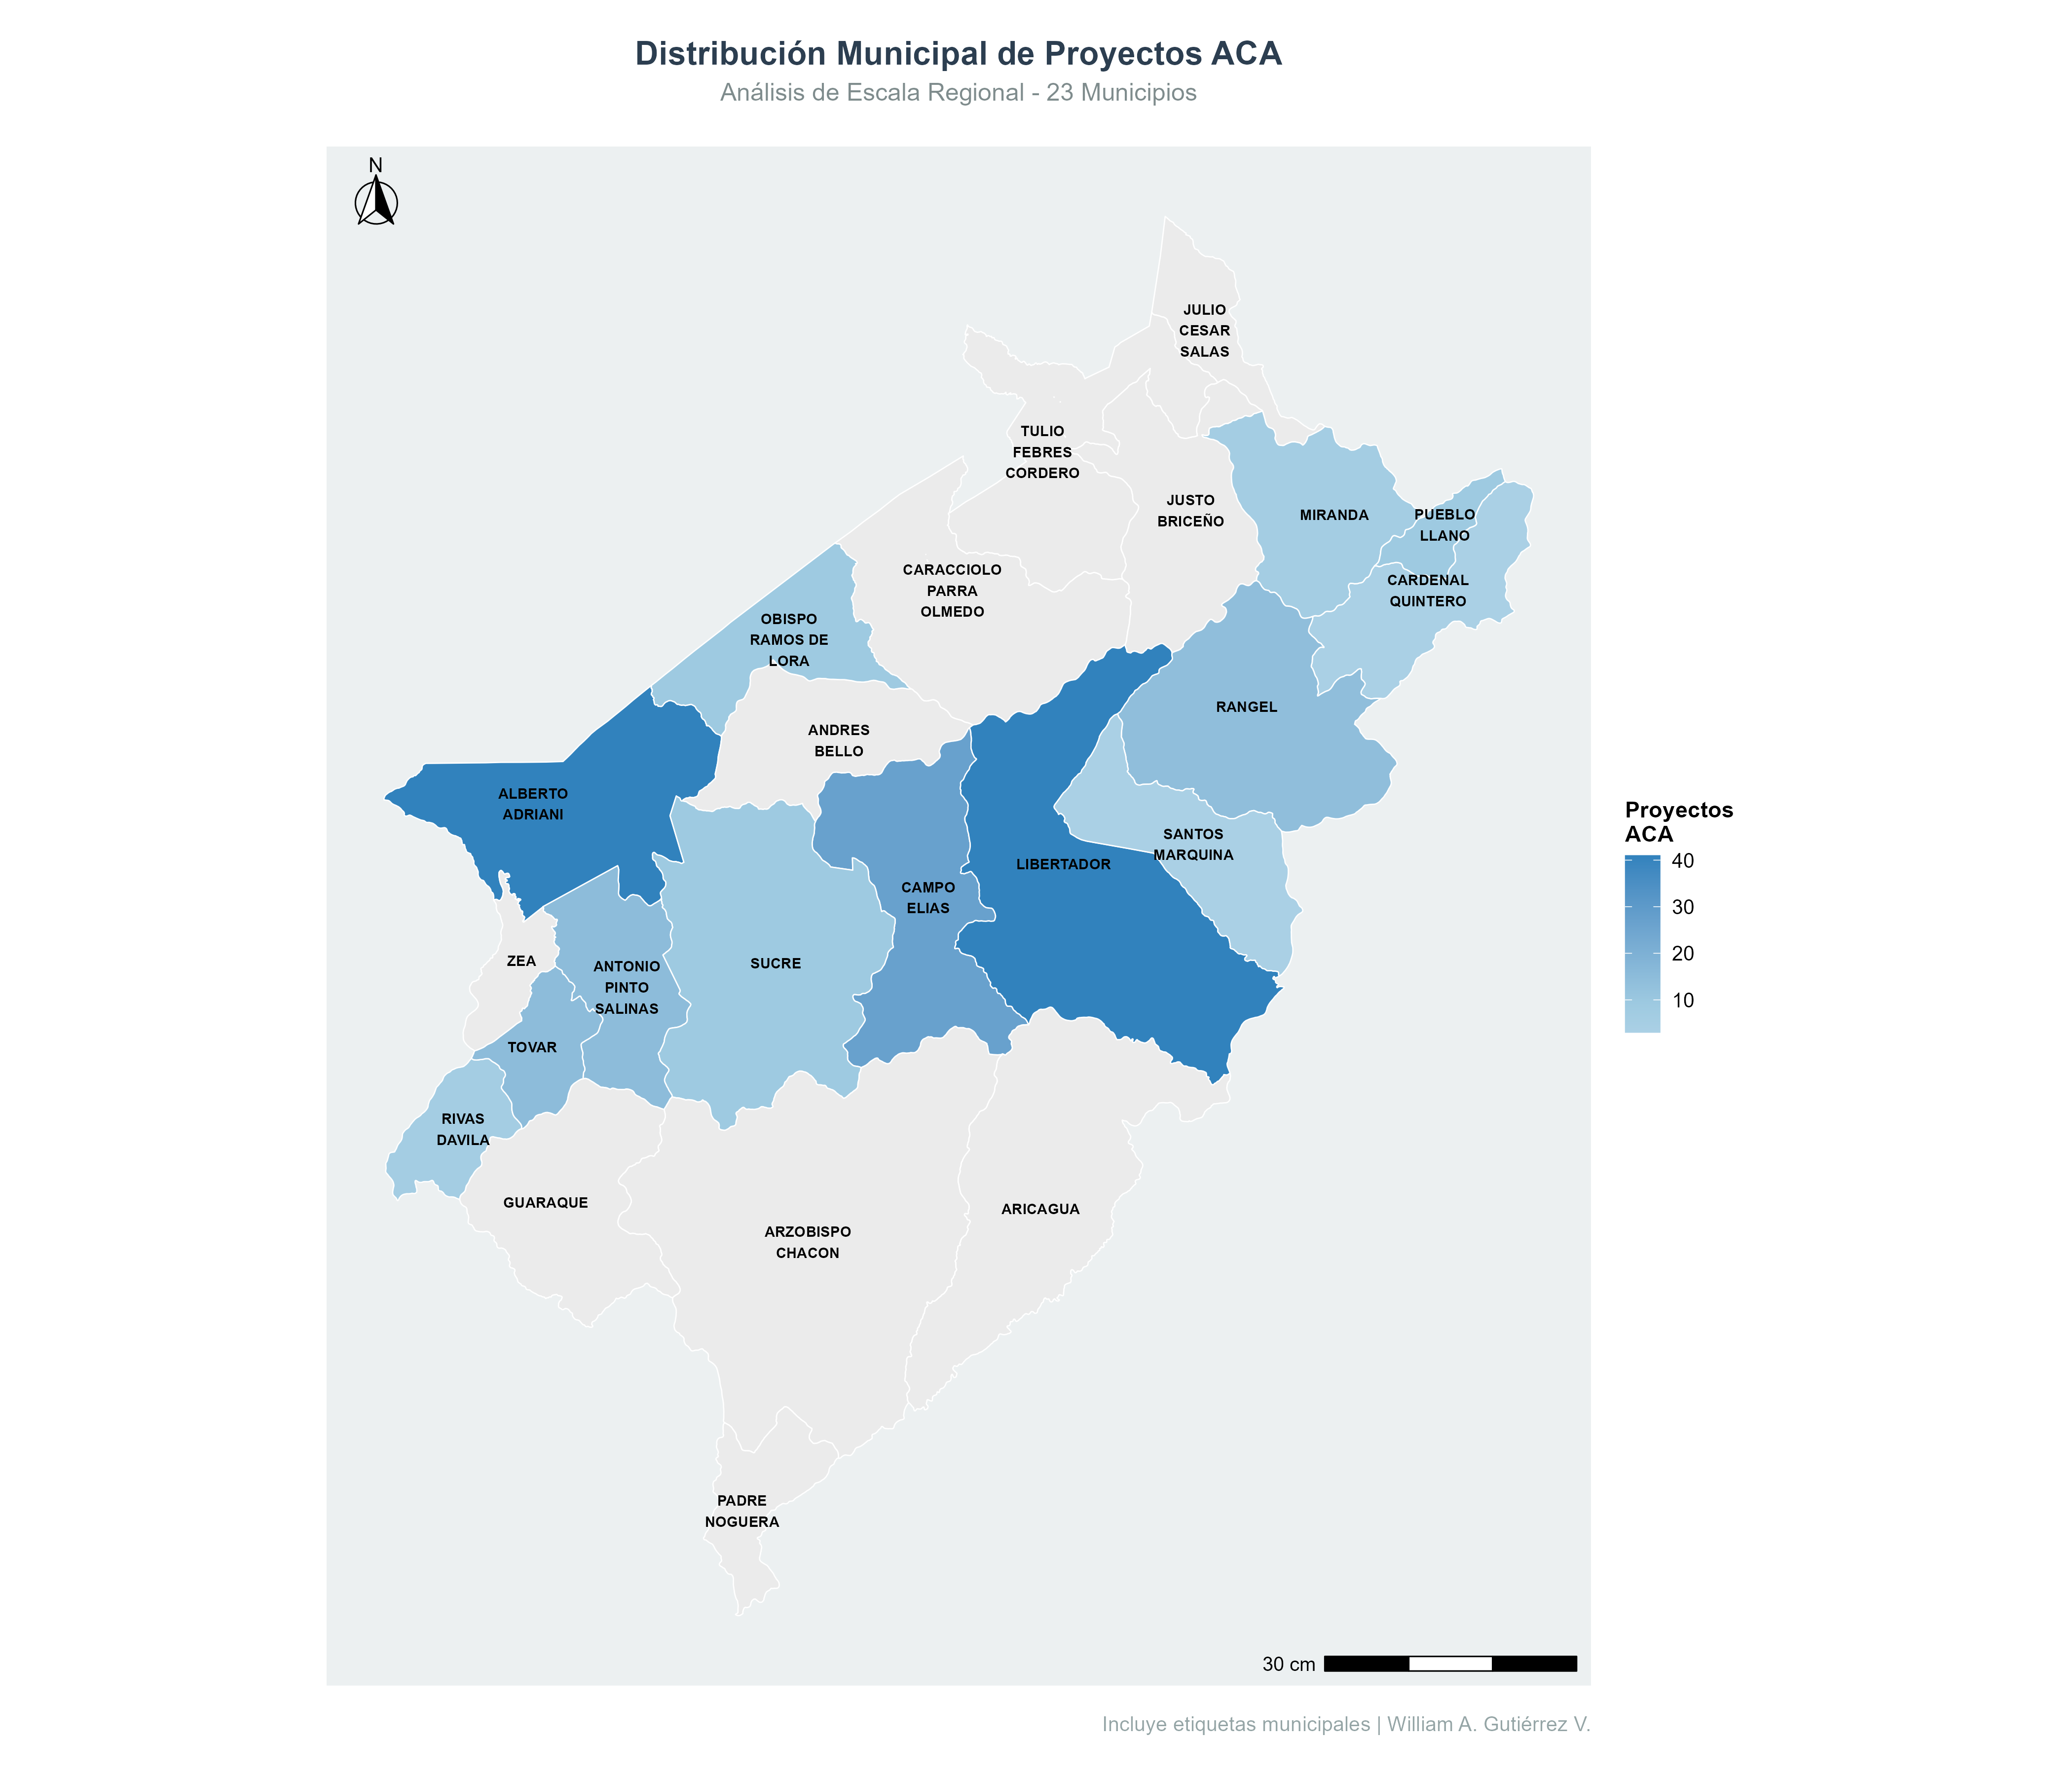 Distribución Municipal de Proyectos ACA
Análisis de Escala Regional - 23 Municipios
N
JULIO
CESAR
SALAS
TULIO
FEBRES
CORDERO
JUSTO
BRICEÑO
MIRANDA
PUEBLO
LLANO
CARDENAL
QUINTERO
CARACCIOLO
PARRA
OLMEDO
OBISPO
RAMOS DE
LORA
RANGEL
ANDRES
BELLO
ALBERTO
ADRIANI
SANTOS
MARQUINA
LIBERTADOR
CAMPO
ELIAS
ZEA
ANTONIO
PINTO
SALINAS
SUCRE
TOVAR
RIVAS
DAVILA
GUARAQUE
ARZOBISPO
CHACON
ARICAGUA
PADRE
NOGUERA
Proyectos
ACA
40
30
20
10
30 cm
Incluye etiquetas municipales | William A. Gutiérrez V.